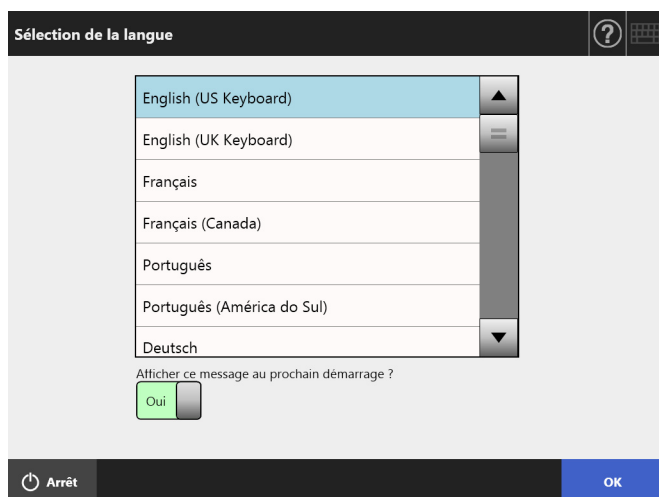 Sélection de la langue
?
English (US Keyboard)
English (UK Keyboard)
Français
Français (Canada)
Português
Português (América do Sul)
Deutsch
Afficher ce message au prochain démarrage ?
Oui
Arrêt
OK